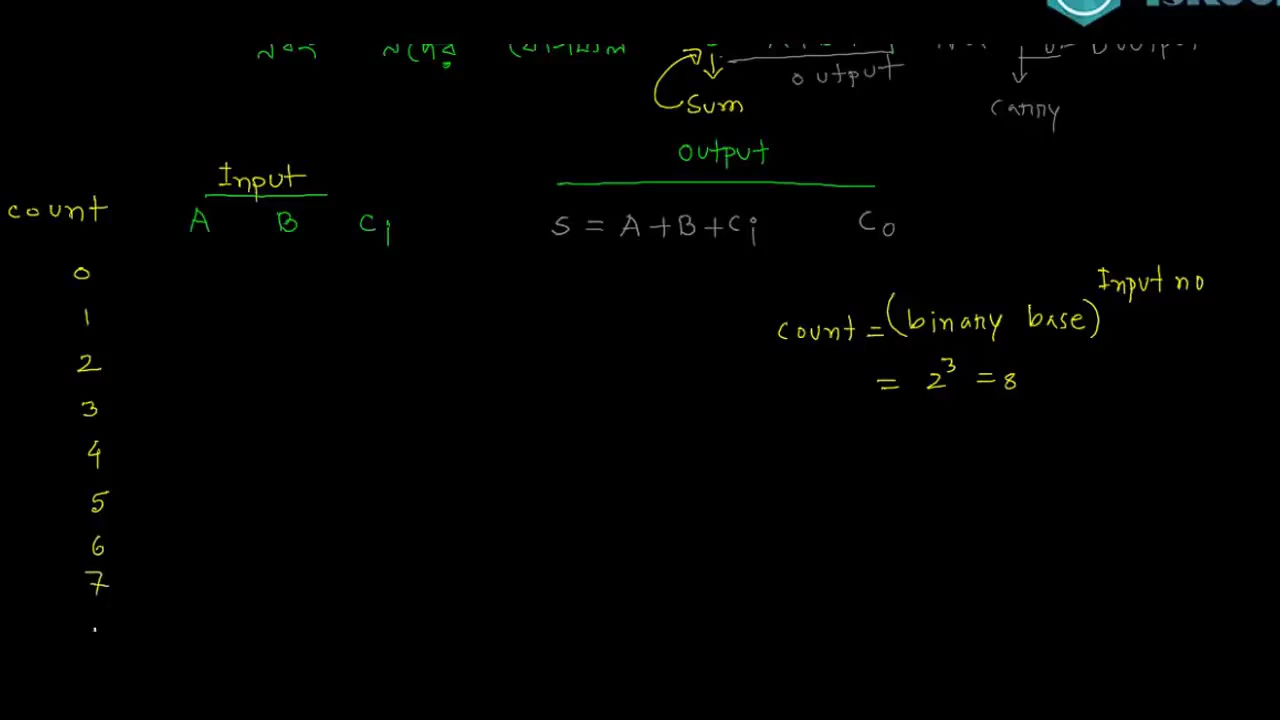 output
Sum
carry
output
Input
count A B Ci S = A+B+Ci Co
0
1
2
3
4
5
6
7
Input no
count = (binary base)
= 2³ = 8